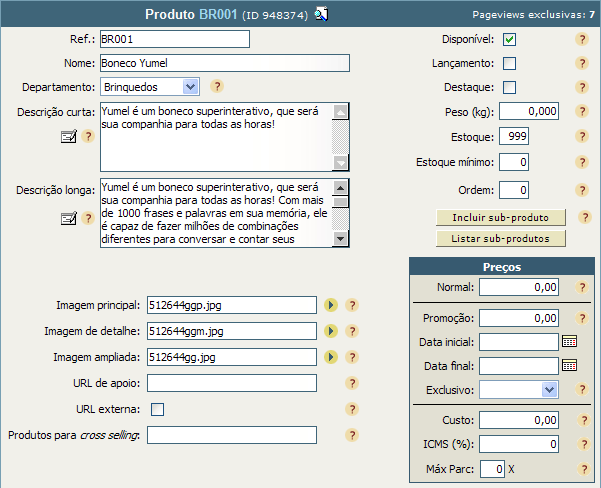 Produto BR001 (ID 948374)
Pageviews exclusivas: 7
Ref.: BR001
Nome: Boneco Yumel
Departamento: Brinquedos ?
Descrição curta: Yumel é um boneco superinterativo, que será
sua companhia para todas as horas!
?
Descrição longa: Yumel é um boneco superinterativo, que será
sua companhia para todas as horas! Com mais
de 1000 frases e palavras em sua memória, ele
? é capaz de fazer milhões de combinações
diferentes para conversar e contar seus
Imagem principal: 512644ggp.jpg ?
Imagem de detalhe: 512644ggm.jpg ?
Imagem ampliada: 512644gg.jpg ?
URL de apoio: ?
URL externa: ?
Produtos para cross selling: ?
Disponível: ?
Lançamento: ?
Destaque: ?
Peso (kg): 0,000 ?
Estoque: 999 ?
Estoque mínimo: 0 ?
Ordem: 0 ?
Incluir sub-produto ?
Listar sub-produtos
Preços
Normal: 0,00 ?
Promoção: 0,00 ?
Data inicial: ?
Data final: ?
Exclusivo: ?
Custo: 0,00 ?
ICMS (%): 0 ?
Máx Parc: 0 X ?